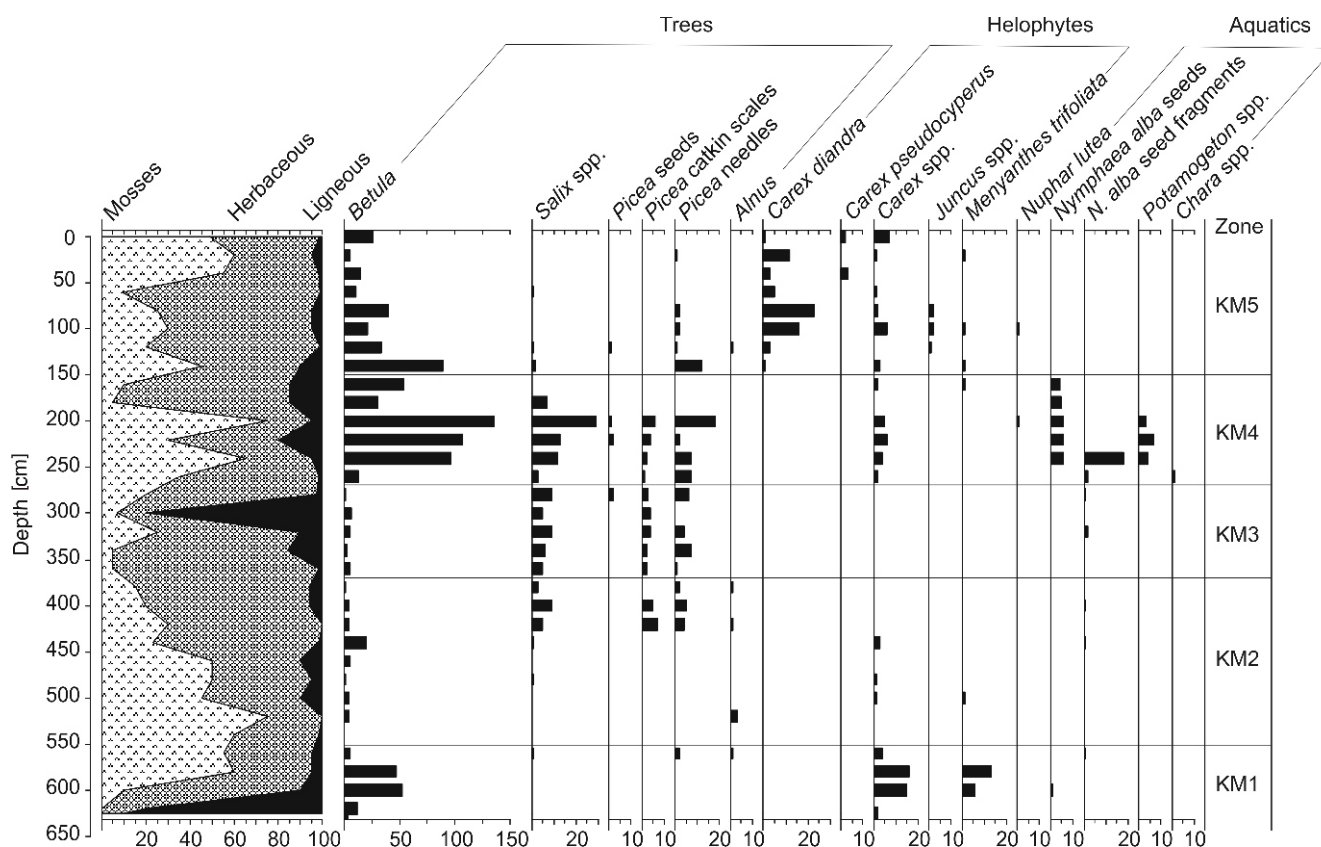 Trees Helophytes Aquatics
Mosses
Herbaceous
Ligneous
Betula
Salix spp.
Picea seeds
Picea catkin scales
Picea needles
Alnus
Carex diandra
Carex pseudocyperus
Carex spp.
Juncus spp.
Menyanthes trifoliata
Nuphar lutea
Nymphaea alba seeds
N. alba seed fragments
Potamogeton spp.
Chara spp.
Zone
Depth [cm]
0
50
100
150
200
250
300
350
400
450
500
550
600
650
KM5
KM4
KM3
KM2
KM1
20 40 60 80 100 50 100 150 20 10 10 20 10 20 10 20 10 10 20 10 10 20 10 10